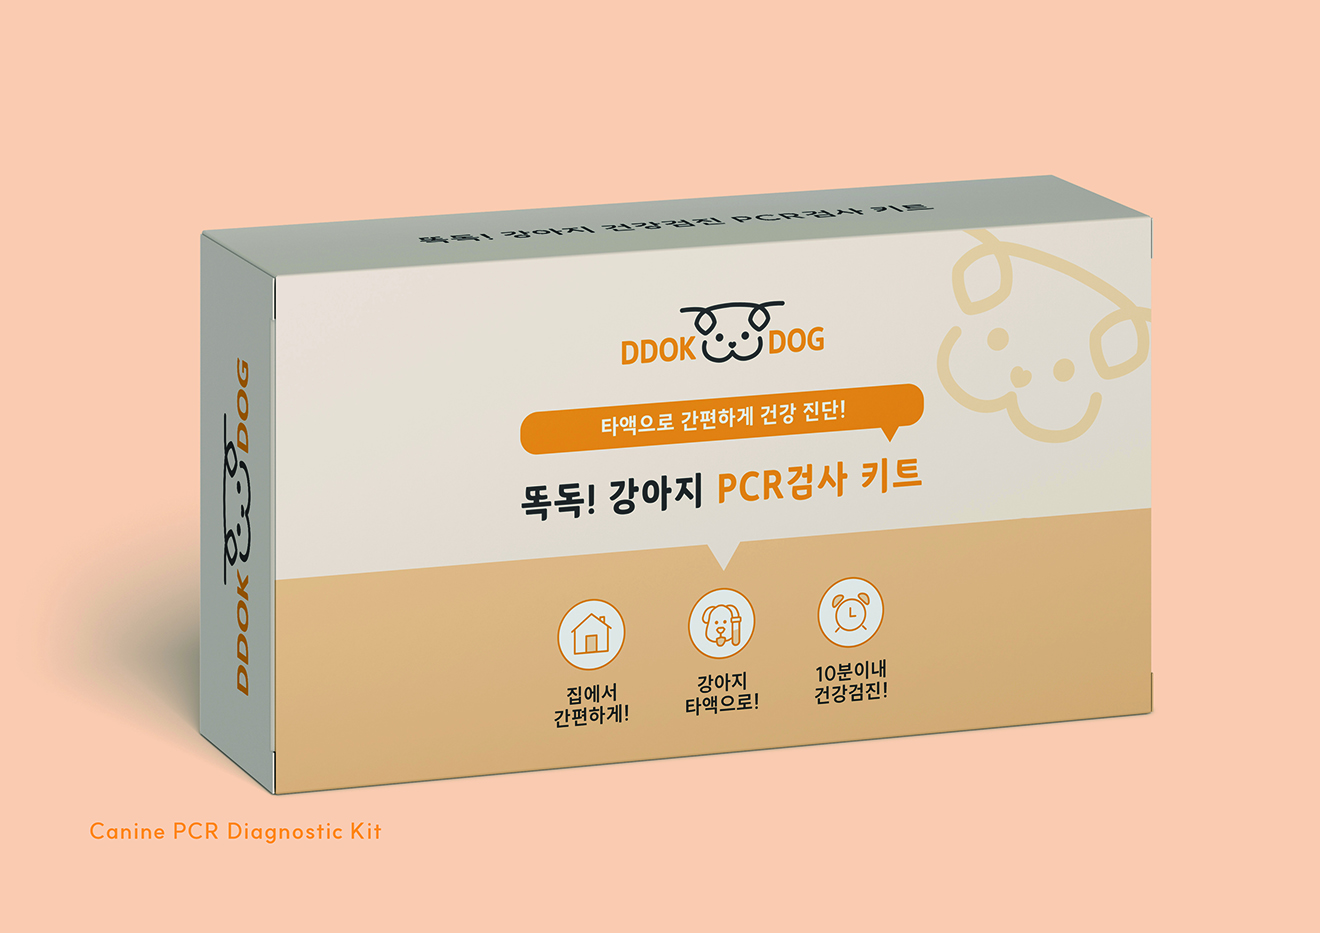 똑독! 강아지 건강검진 PCR검사 키트
DDOK DOG
DDOK DOG
타액으로 간편하게 건강 진단!
똑독! 강아지 PCR검사 키트
집에서
간편하게!
강아지
타액으로!
10분이내
건강검진!
Canine PCR Diagnostic Kit